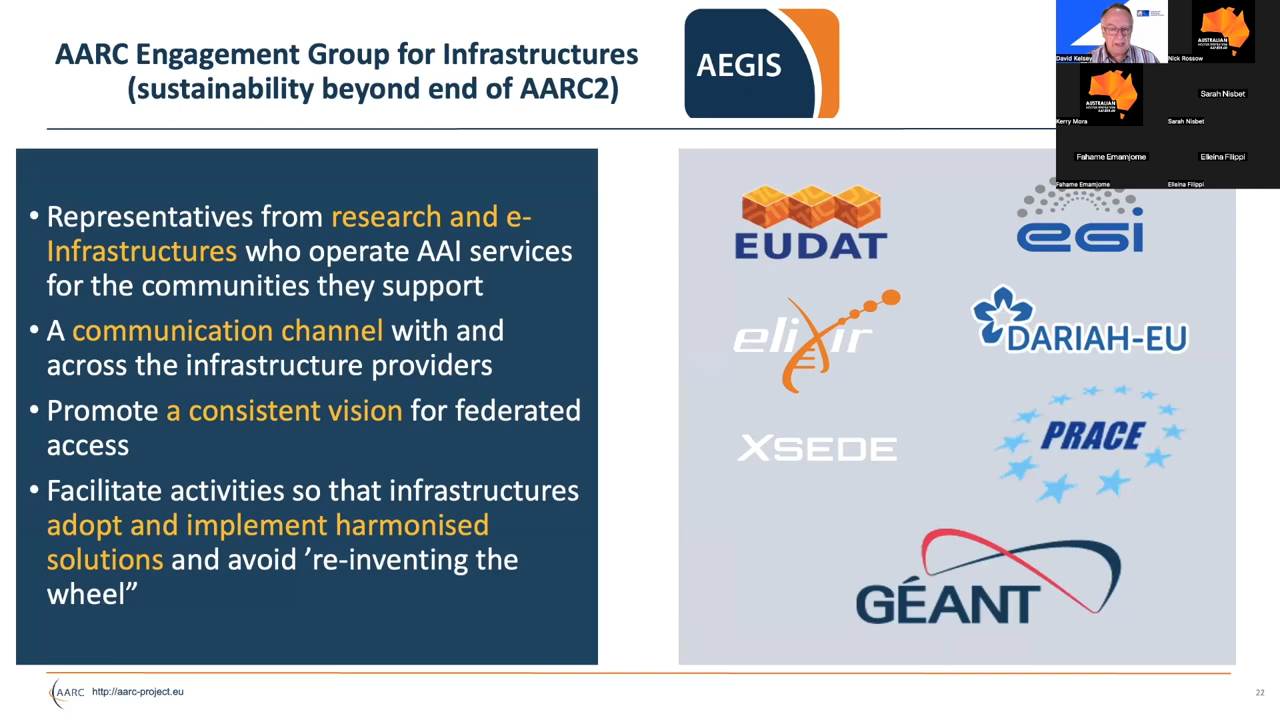 AARC Engagement Group for Infrastructures
(sustainability beyond end of AARC2)
AEGIS
David Kelsey
AUSTRALIAN
Nick Rossow
AUSTRALIAN
Kerry Mora
Sarah Nisbet
Sarah Nisbet
Fahame Emamjome
Fahame Emamjome
Elleina Filippi
Elleina Filippi
• Representatives from research and e-
Infrastructures who operate AAI services
for the communities they support
• A communication channel with and
across the infrastructure providers
• Promote a consistent vision for federated
access
• Facilitate activities so that infrastructures
adopt and implement harmonised
solutions and avoid ’re-inventing the
wheel”
EUDAT
egi
elixir
DARIAH-EU
XSEDE
PRACE
GÉANT
AARC
http://aarc-project.eu
22